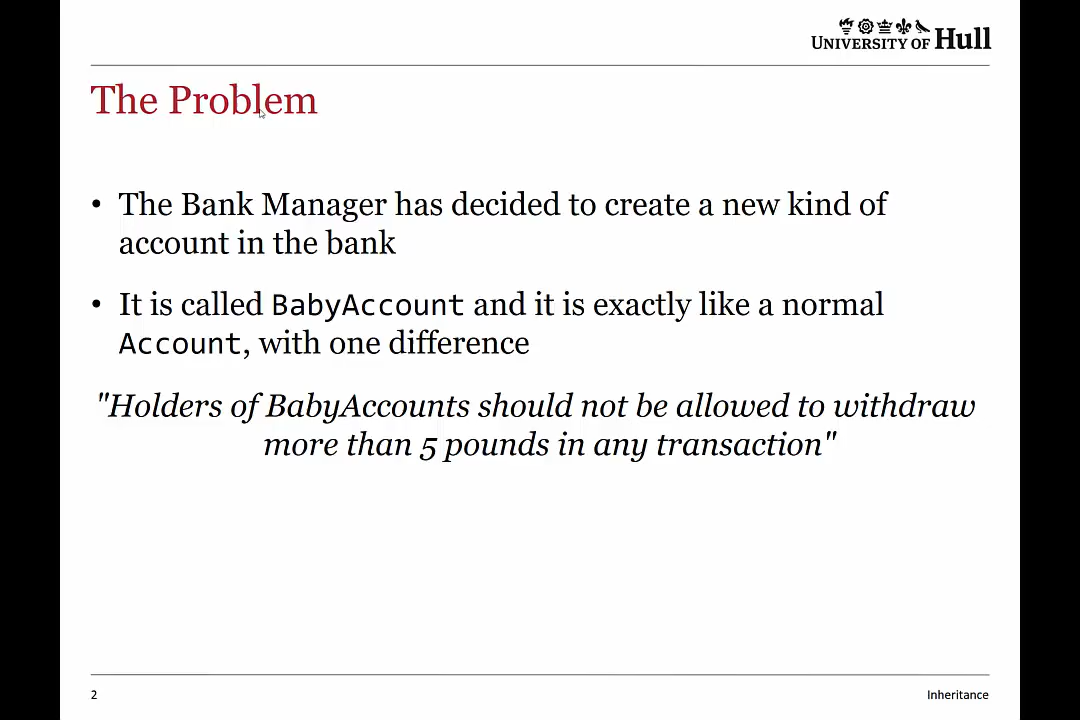 UNIVERSITY OF Hull
The Problem
• The Bank Manager has decided to create a new kind of
account in the bank
• It is called BabyAccount and it is exactly like a normal
Account, with one difference
"Holders of BabyAccounts should not be allowed to withdraw
more than 5 pounds in any transaction"
2
Inheritance